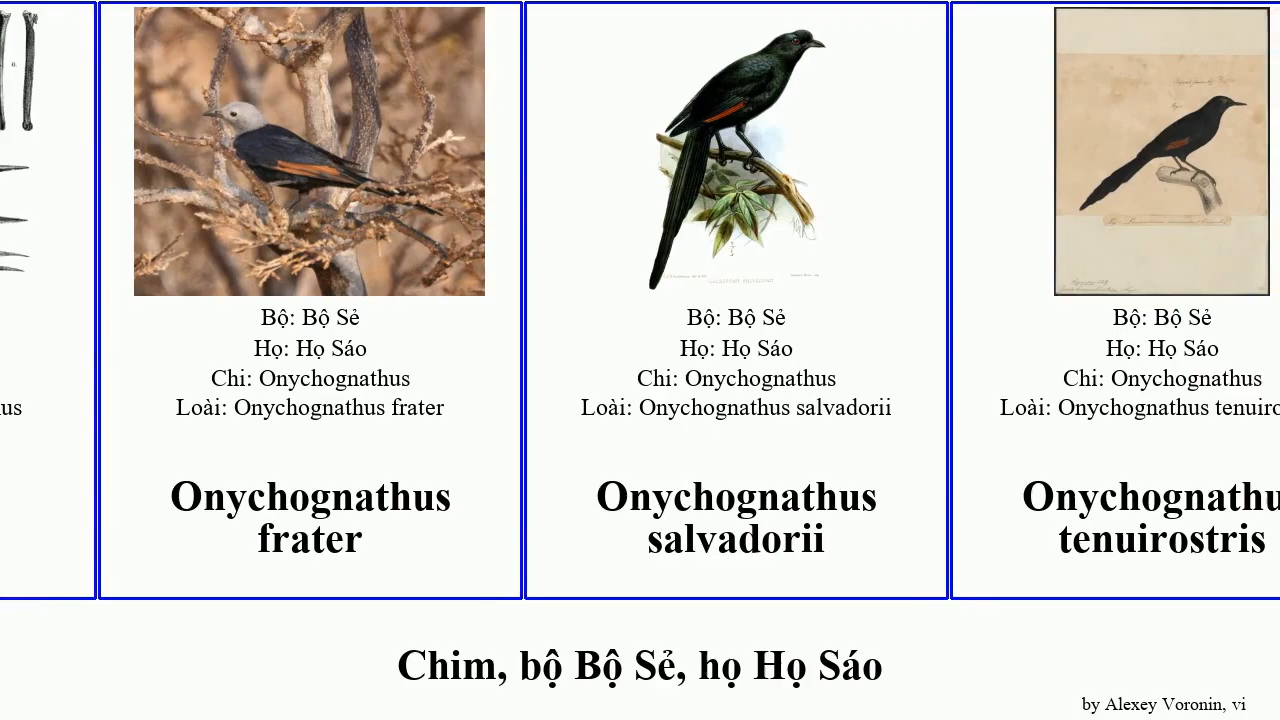 Bộ: Bộ Sẻ
Họ: Họ Sáo
Chi: Onychognathus
Loài: Onychognathus frater
Onychognathus
frater
Bộ: Bộ Sẻ
Họ: Họ Sáo
Chi: Onychognathus
Loài: Onychognathus salvadorii
Onychognathus
salvadorii
Bộ: Bộ Sẻ
Họ: Họ Sáo
Chi: Onychognathus
Loài: Onychognathus tenuiro
Onychognathu
tenuirostris
us
Chim, bộ Bộ Sẻ, họ Họ Sáo
by Alexey Voronin, vi